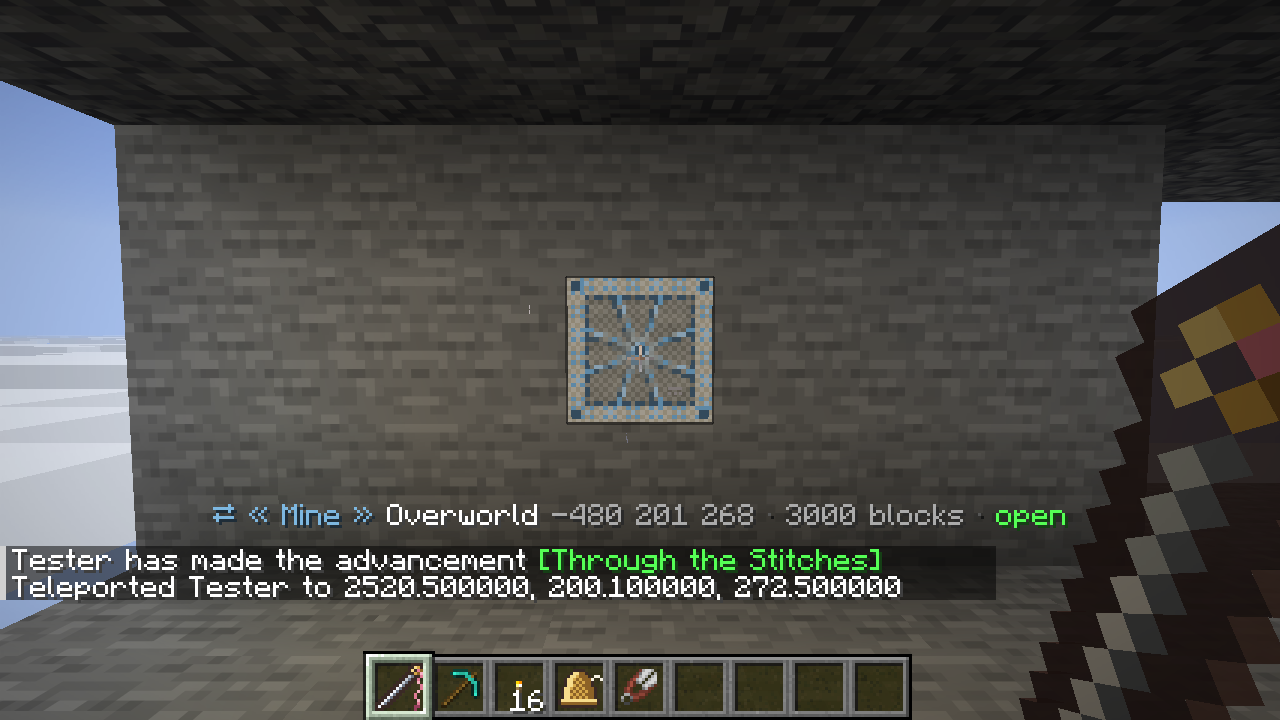 ⇄ « Mine » Overworld -480 201 268 · 3000 blocks · open
Tester has made the advancement [Through the Stitches]
Teleported Tester to 2520.500000, 200.100000, 272.500000
16